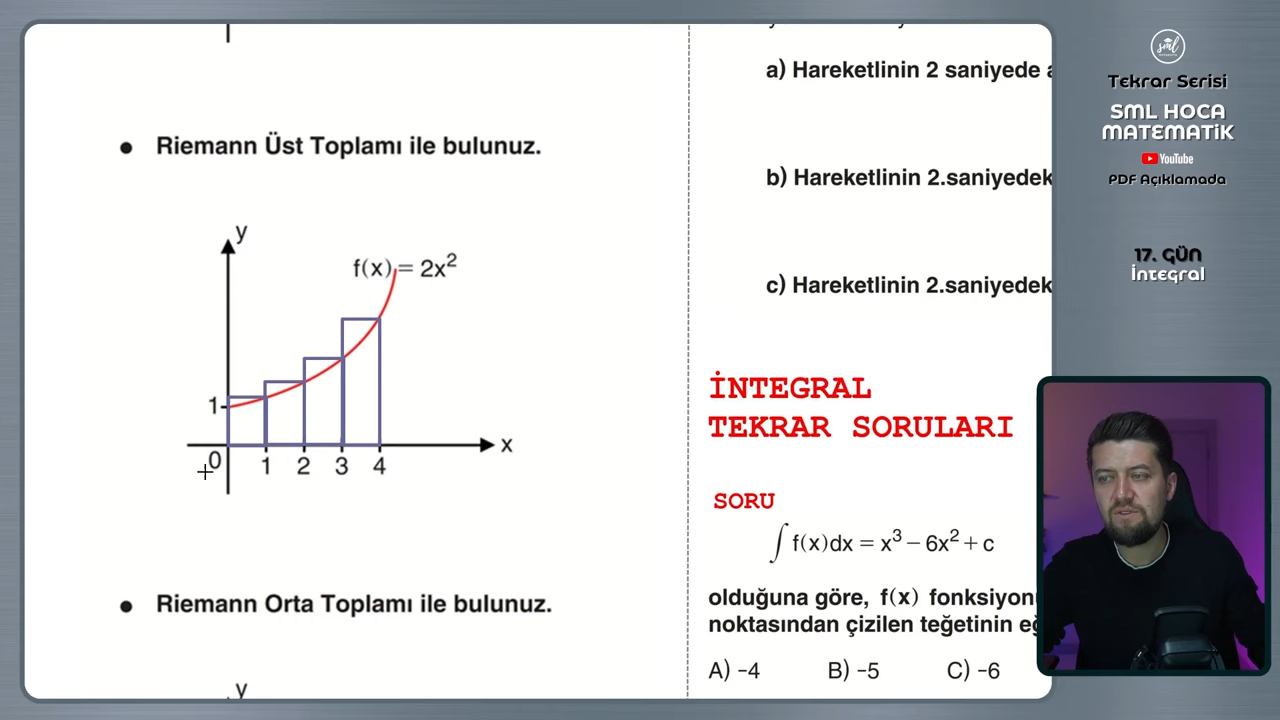 • Riemann Üst Toplamı ile bulunuz.
y
f(x) = 2x²
1
0 1 2 3 4 x
• Riemann Orta Toplamı ile bulunuz.
y
a) Hareketlinin 2 saniyede
b) Hareketlinin 2.saniyedek
c) Hareketlinin 2.saniyedek
İNTEGRAL
TEKRAR SORULARI
SORU
∫ f(x)dx = x³ − 6x² + c
olduğuna göre, f(x) fonksiyon
noktasından çizilen teğetinin eğ
A) −4 B) −5 C) −6
sml
Tekrar Serisi
SML HOCA
MATEMATİK
YouTube
PDF Açıklamada
17. GÜN
İntegral